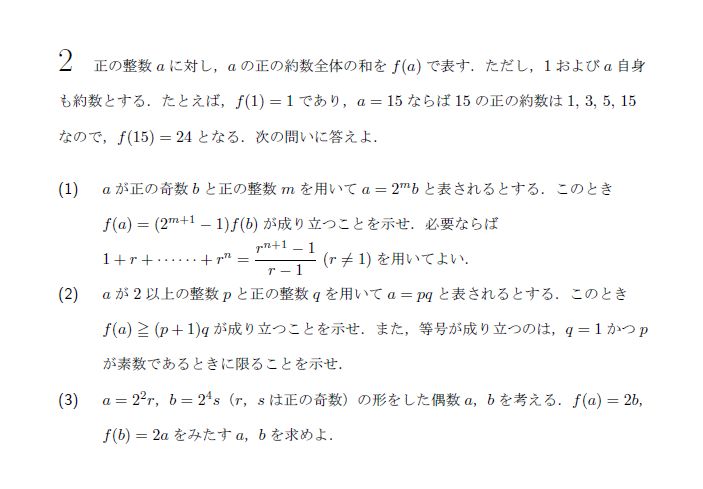 2 正の整数 a に対し，a の正の約数全体の和を f(a) で表す．ただし，1 および a 自身
も約数とする．たとえば，f(1) = 1 であり，a = 15 ならば 15 の正の約数は 1, 3, 5, 15
なので，f(15) = 24 となる．次の問いに答えよ．
(1) a が正の奇数 b と正の整数 m を用いて a = 2^m b と表されるとする．このとき
f(a) = (2^{m+1} − 1)f(b) が成り立つことを示せ．必要ならば
1 + r + ⋯⋯ + r^n = \frac{r^{n+1} − 1}{r − 1} (r ≠ 1) を用いてよい．
(2) a が 2 以上の整数 p と正の整数 q を用いて a = pq と表されるとする．このとき
f(a) ≧ (p + 1)q が成り立つことを示せ．また，等号が成り立つのは，q = 1 かつ p
が素数であるときに限ることを示せ．
(3) a = 2^2 r，b = 2^4 s（r，s は正の奇数）の形をした偶数 a，b を考える．f(a) = 2b,
f(b) = 2a をみたす a，b を求めよ．